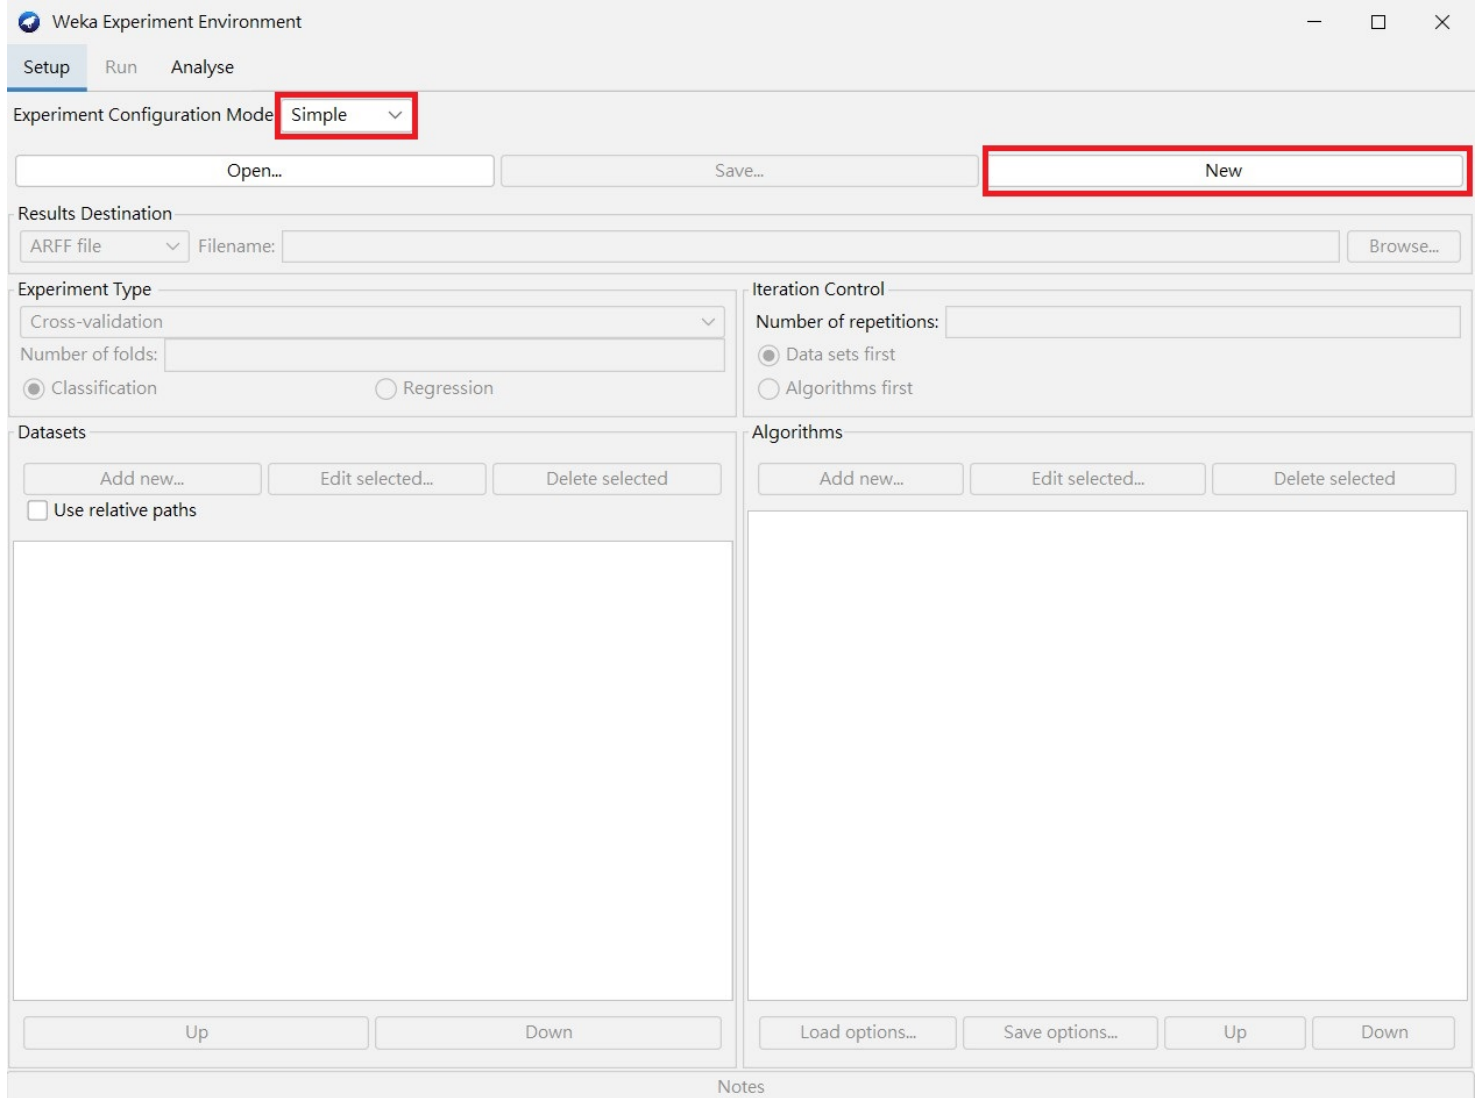 Weka Experiment Environment
Setup Run Analyse
Experiment Configuration Mode Simple
Open... Save... New
Results Destination
ARFF file Filename: Browse...
Experiment Type
Cross-validation
Number of folds:
Classification Regression
Iteration Control
Number of repetitions:
Data sets first
Algorithms first
Datasets
Add new... Edit selected... Delete selected
Use relative paths
Up Down
Algorithms
Add new... Edit selected... Delete selected
Load options... Save options... Up Down
Notes